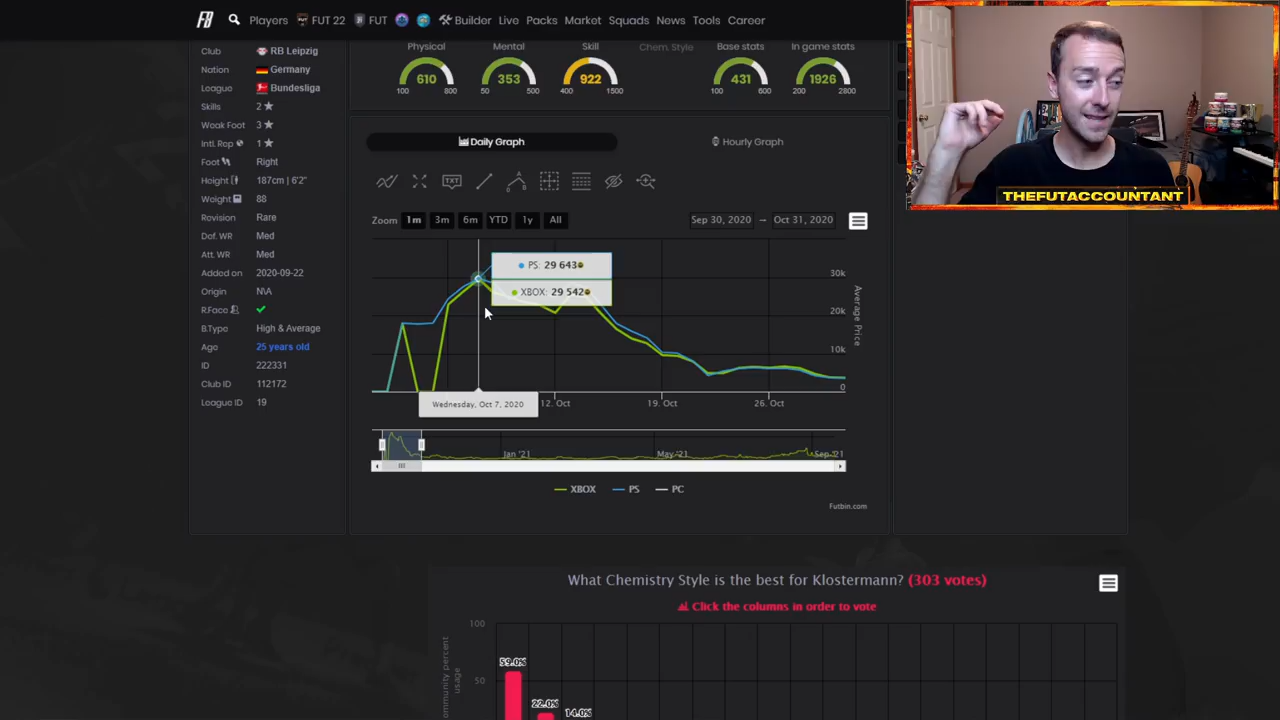 FB Players FUT 22 FUT Builder Live Packs Market Squads News Tools Career
Club RB Leipzig
Nation Germany
League Bundesliga
Skills 2
Weak Foot 3
Intl. Rep 1
Foot Right
Height 187cm | 6'2"
Weight 88
Revision Rare
Def. WR Med
Att. WR Med
Added on 2020-09-22
Origin N\A
R.Face
B.Type High & Average
Age 25 years old
ID 222331
Club ID 112172
League ID 19
Physical Mental Skill Chem. Style Base stats In game stats
610 353 922 431 1926
100 800 50 500 400 1500 100 600 200 2800
Daily Graph Hourly Graph
TXT
Zoom 1m 3m 6m YTD 1y All Sep 30, 2020 → Oct 31, 2020
PS: 29 643
XBOX: 29 542
30k
20k
10k
0
Average Price
Wednesday, Oct 7, 2020
12. Oct 19. Oct 26. Oct
Jan '21 May '21 Sep '21
XBOX PS PC
Futbin.com
What Chemistry Style is the best for Klostermann? (303 votes)
Click the columns in order to vote
100
50
ommunity percent
usage
59.0%
22.0%
14.0%
THEFUTACCOUNTANT